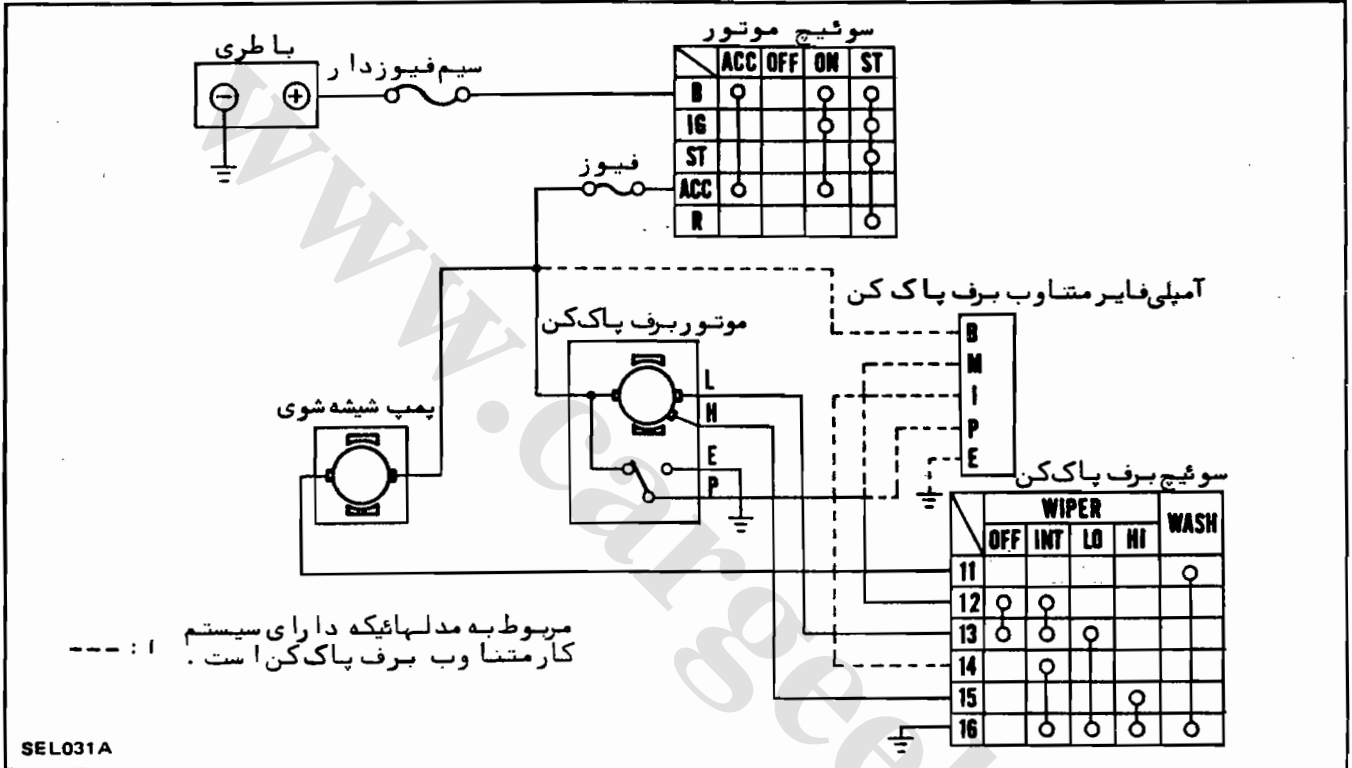 سوئیچ موتور
باطری
سیم‌فیوزدار
ACC OFF ON ST
B
IG
ST
ACC
R
فیوز
آمپلی‌فایر متناوب برف پاک کن
B
M
I
P
E
موتور برف پاک‌کن
L
H
E
P
پمپ شیشه شوی
سوئیچ برف پاک‌کن
WIPER WASH
OFF INT LO HI
11
12
13
14
15
16
مربوط به مدلهائیکه دارای سیستم
کار متناوب برف پاک‌کن است .
ا : ---
SEL031A
www.cargeek